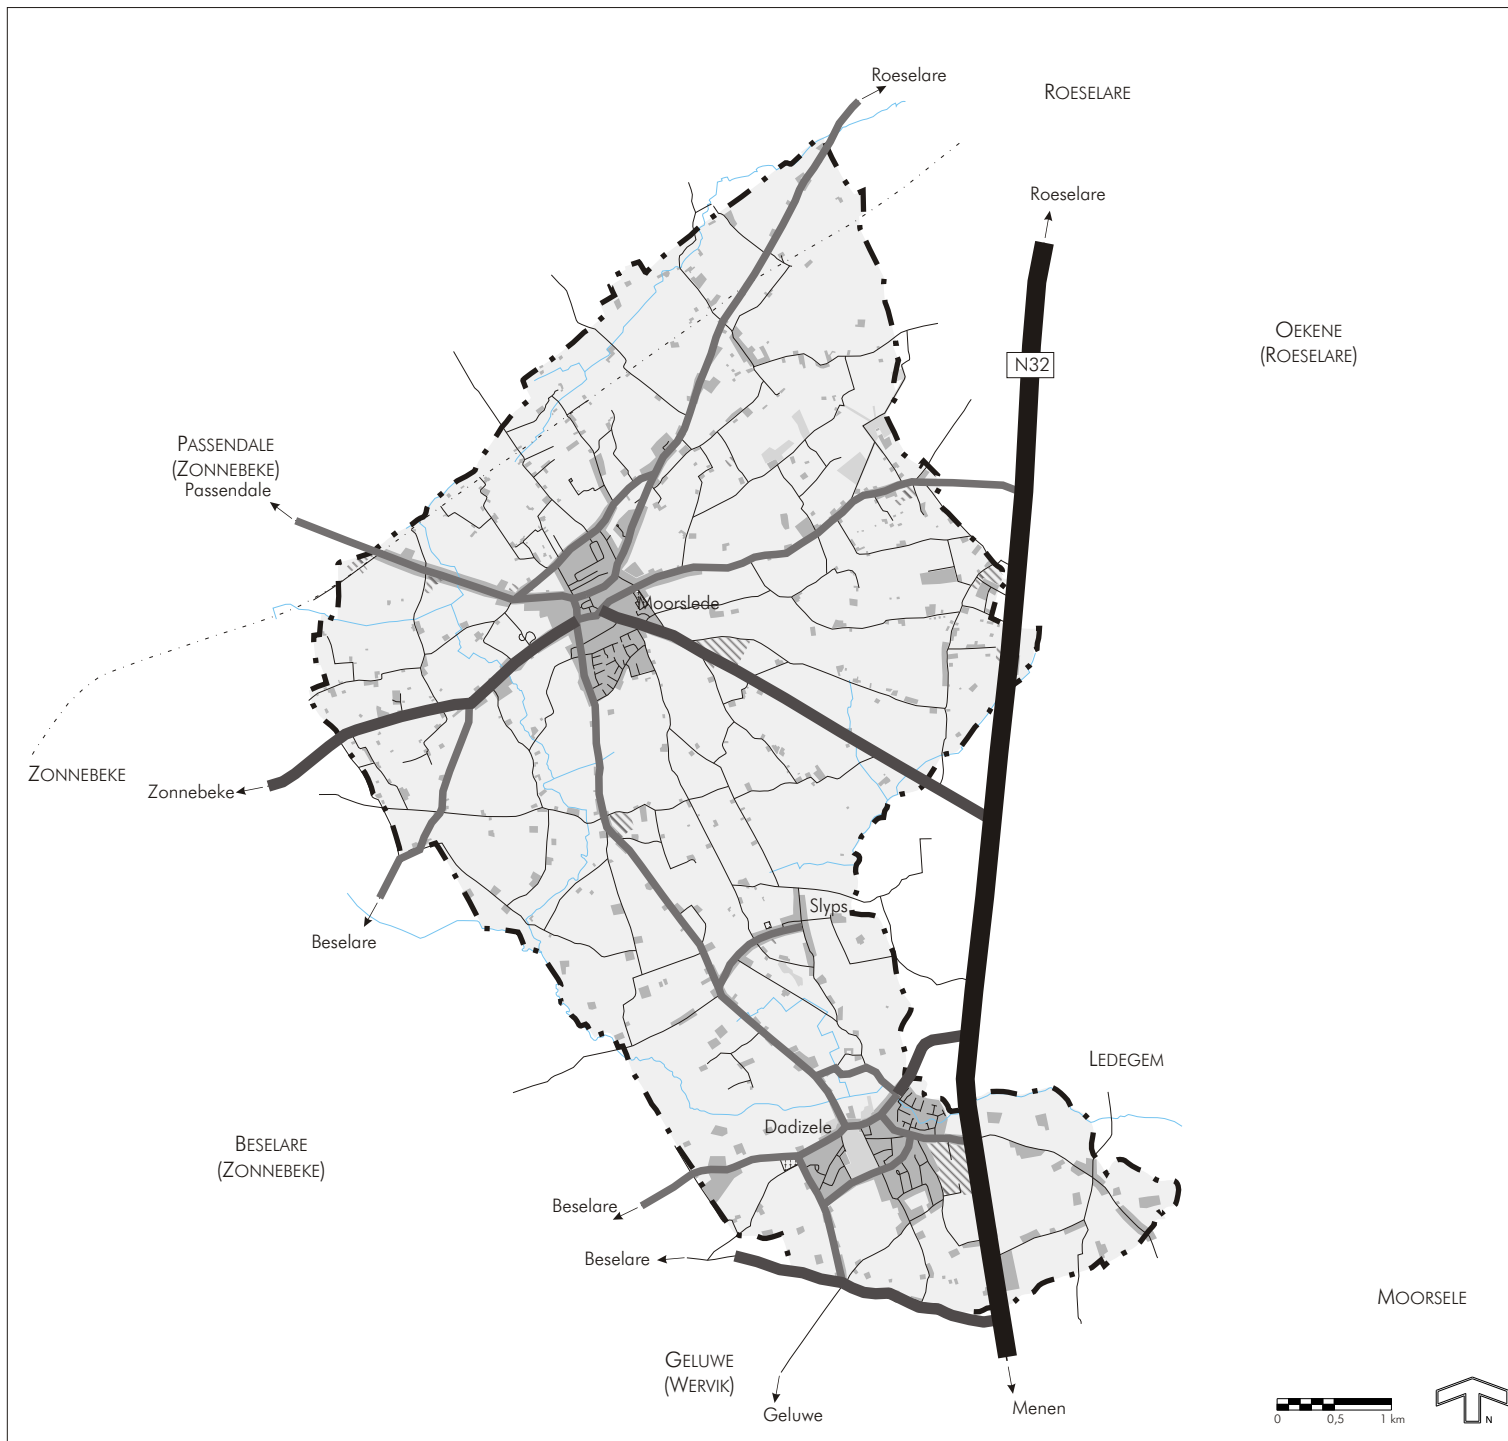 Roeselare
ROESELARE
Roeselare
OEKENE
(ROESELARE)
N32
PASSENDALE
(ZONNEBEKE)
Passendale
Moorslede
ZONNEBEKE
Zonnebeke
Slyps
Beselare
LEDEGEM
Dadizele
BESELARE
(ZONNEBEKE)
Beselare
Beselare
MOORSELE
GELUWE
(WERVIK)
Geluwe
Menen
0 0,5 1 km
N